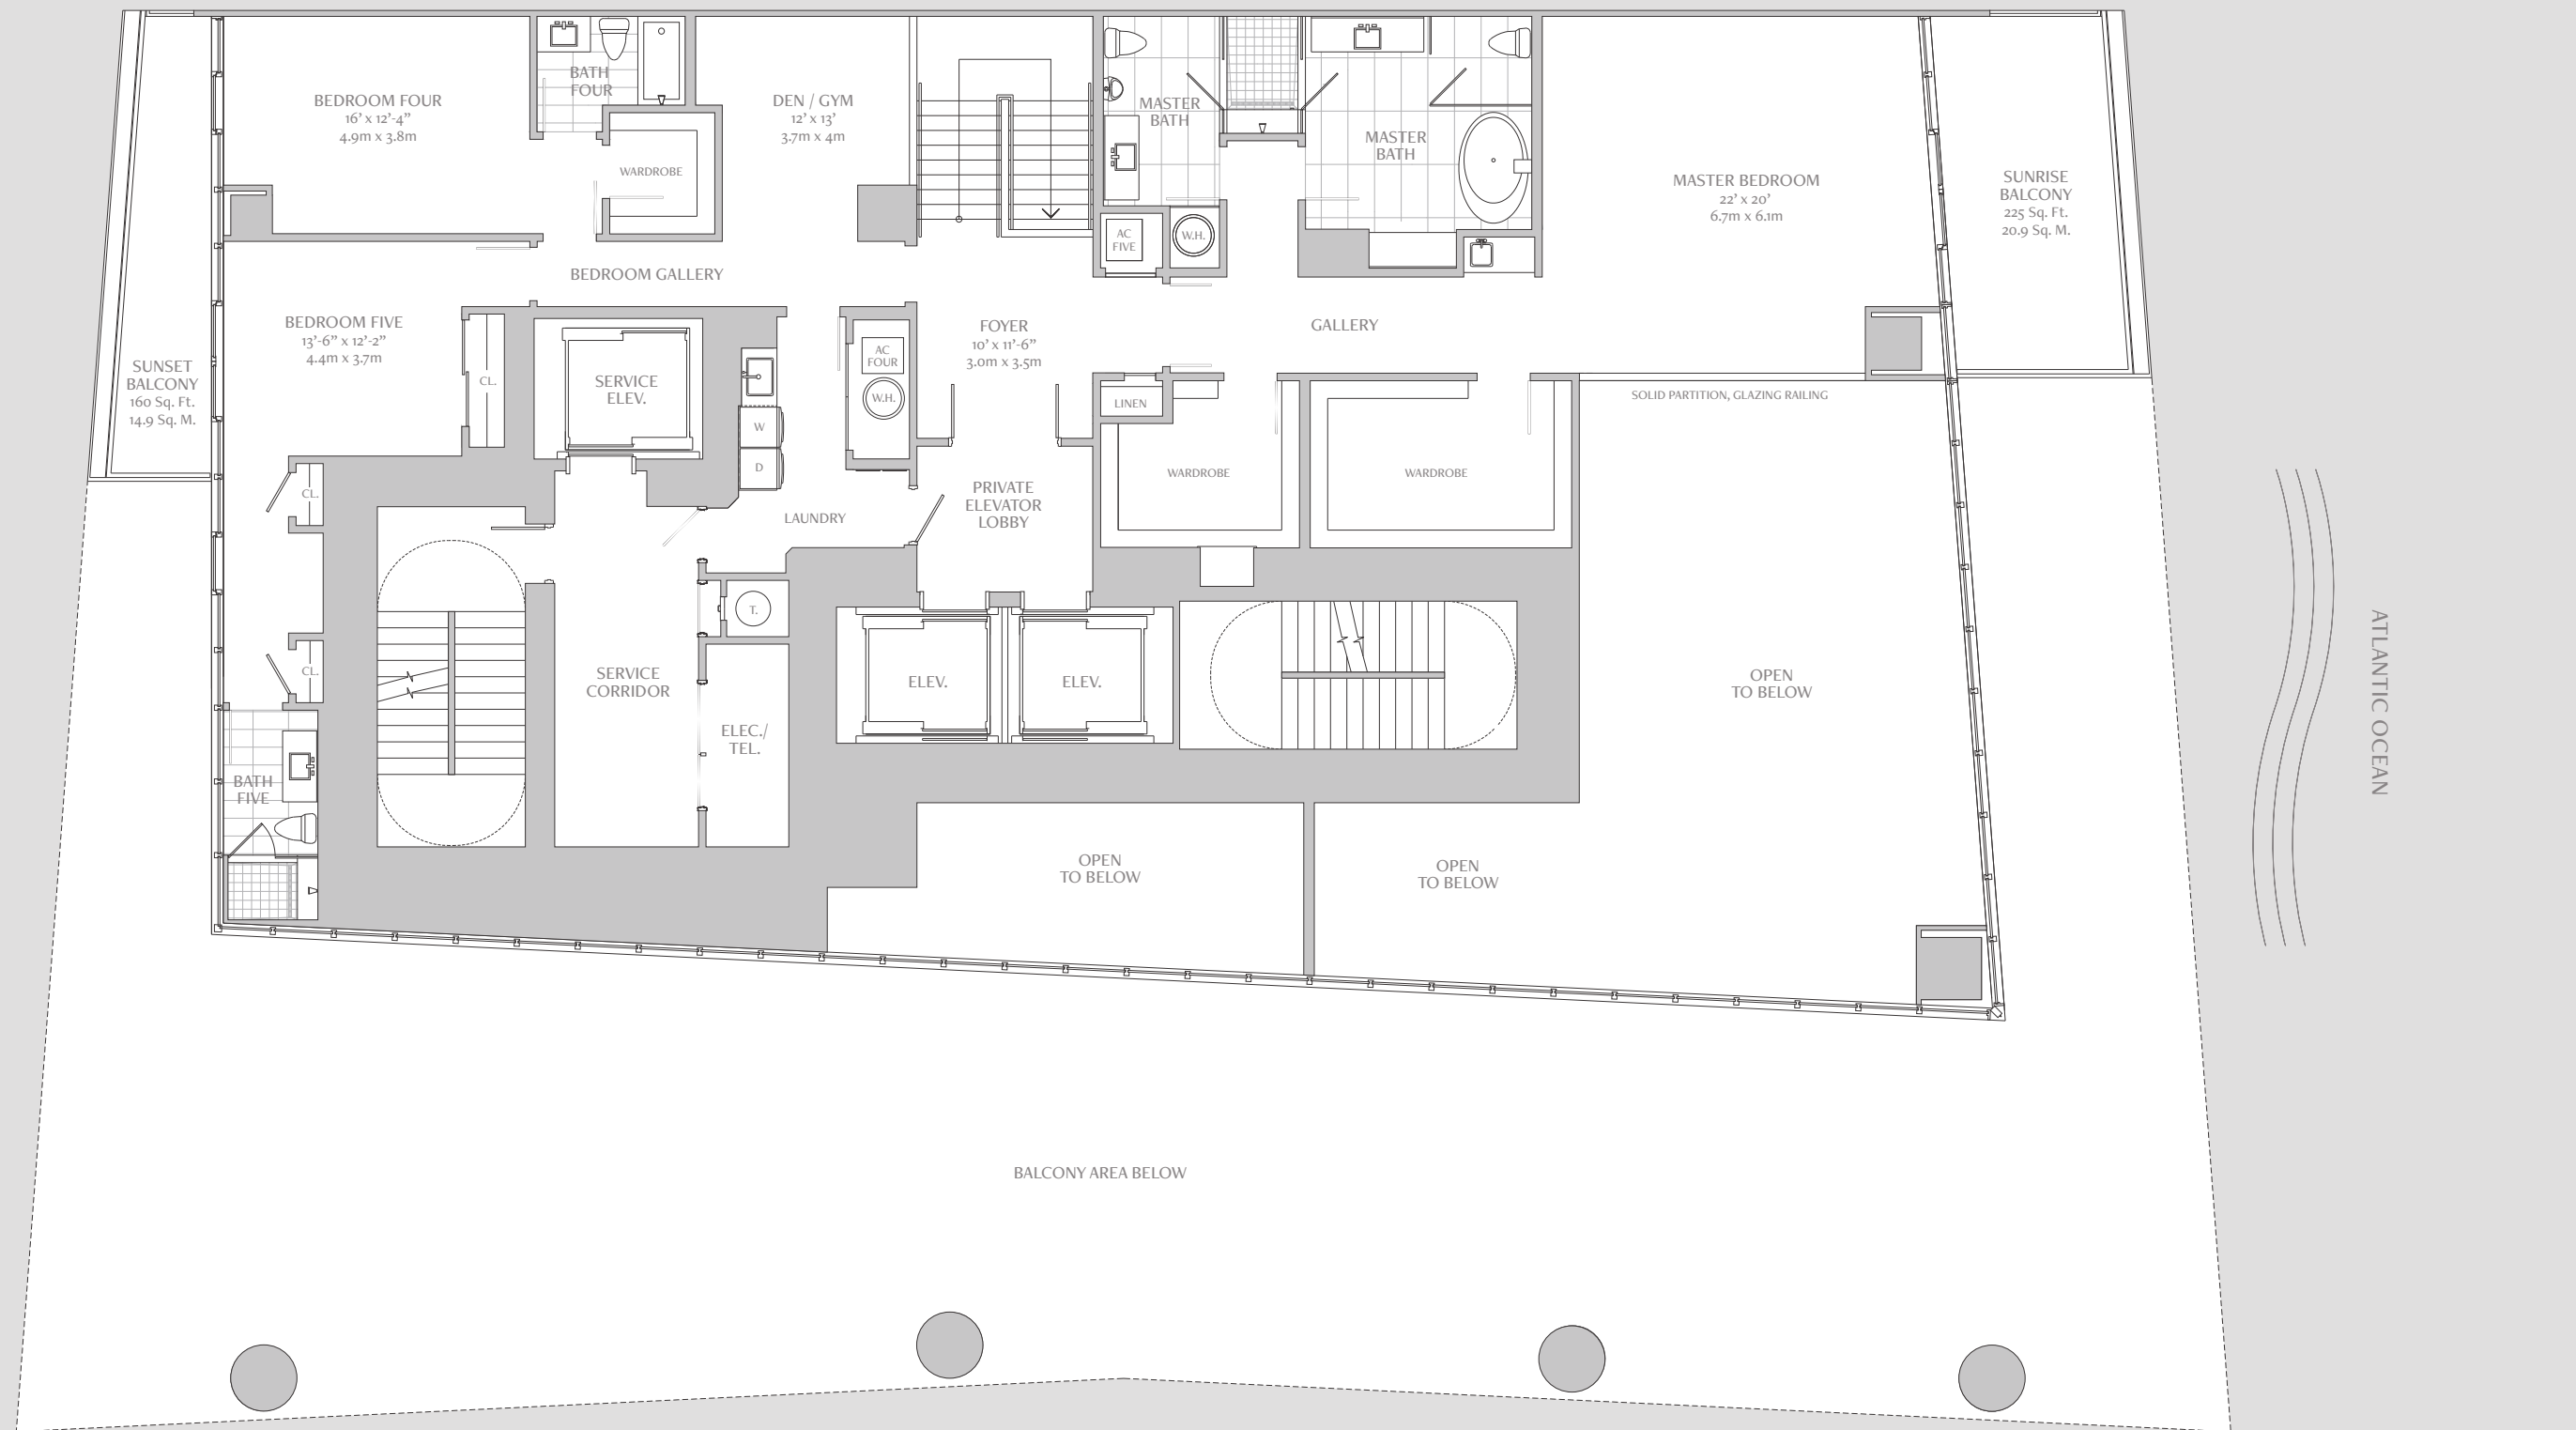 BATH
FOUR
BEDROOM FOUR
16' x 12'-4"
4.9m x 3.8m
DEN / GYM
12' x 13'
3.7m x 4m
MASTER
BATH
MASTER
BATH
WARDROBE
MASTER BEDROOM
22' x 20'
6.7m x 6.1m
SUNRISE
BALCONY
225 Sq. Ft.
20.9 Sq. M.
AC
FIVE
W.H.
BEDROOM GALLERY
BEDROOM FIVE
13'-6" x 12'-2"
4.4m x 3.7m
FOYER
10' x 11'-6"
3.0m x 3.5m
GALLERY
SUNSET
BALCONY
160 Sq. Ft.
14.9 Sq. M.
CL.
SERVICE
ELEV.
AC
FOUR
W.H.
LINEN
SOLID PARTITION, GLAZING RAILING
W
D
WARDROBE
WARDROBE
CL.
PRIVATE
ELEVATOR
LOBBY
LAUNDRY
T.
CL.
SERVICE
CORRIDOR
ELEV.
ELEV.
OPEN
TO BELOW
ATLANTIC OCEAN
ELEC./
TEL.
BATH
FIVE
OPEN
TO BELOW
OPEN
TO BELOW
BALCONY AREA BELOW